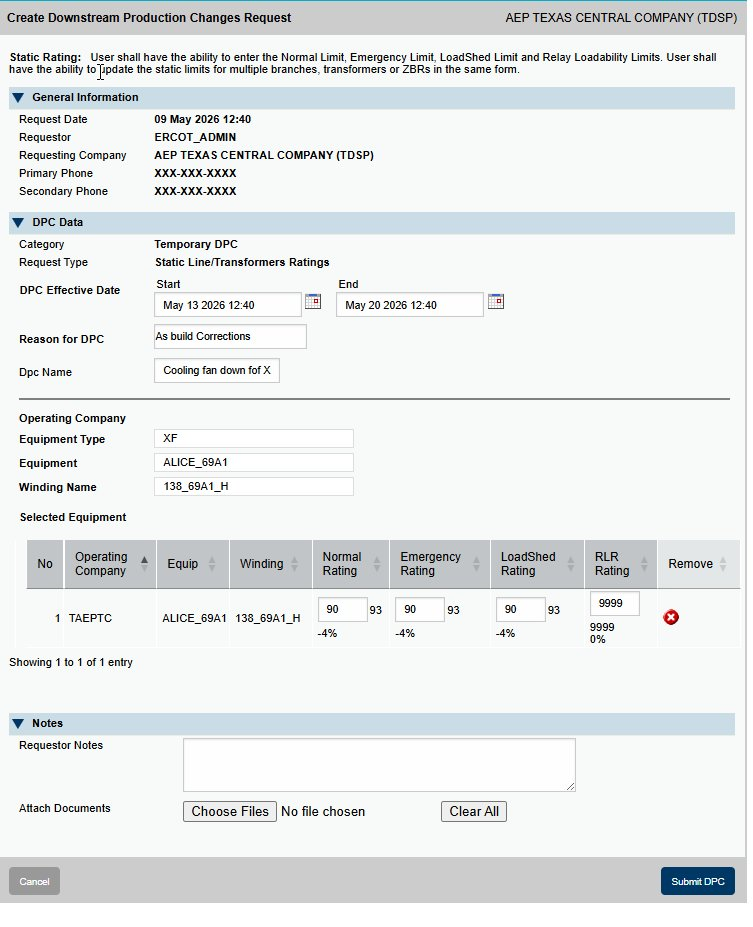 Create Downstream Production Changes Request AEP TEXAS CENTRAL COMPANY (TDSP)
Static Rating: User shall have the ability to enter the Normal Limit, Emergency Limit, LoadShed Limit and Relay Loadability Limits. User shall
have the ability to update the static limits for multiple branches, transformers or ZBRs in the same form.
General Information
Request Date 09 May 2026 12:40
Requestor ERCOT_ADMIN
Requesting Company AEP TEXAS CENTRAL COMPANY (TDSP)
Primary Phone XXX-XXX-XXXX
Secondary Phone XXX-XXX-XXXX
DPC Data
Category Temporary DPC
Request Type Static Line/Transformers Ratings
Start End
DPC Effective Date May 13 2026 12:40 May 20 2026 12:40
Reason for DPC As build Corrections
Dpc Name Cooling fan down fof X
Operating Company
Equipment Type XF
Equipment ALICE_69A1
Winding Name 138_69A1_H
Selected Equipment
No Operating Company Equip Winding Normal Rating Emergency Rating LoadShed Rating RLR Rating Remove
1 TAEPTC ALICE_69A1 138_69A1_H 90 93 90 93 90 93 9999
-4% -4% -4% 9999
0%
Showing 1 to 1 of 1 entry
Notes
Requestor Notes
Attach Documents Choose Files No file chosen Clear All
Cancel Submit DPC